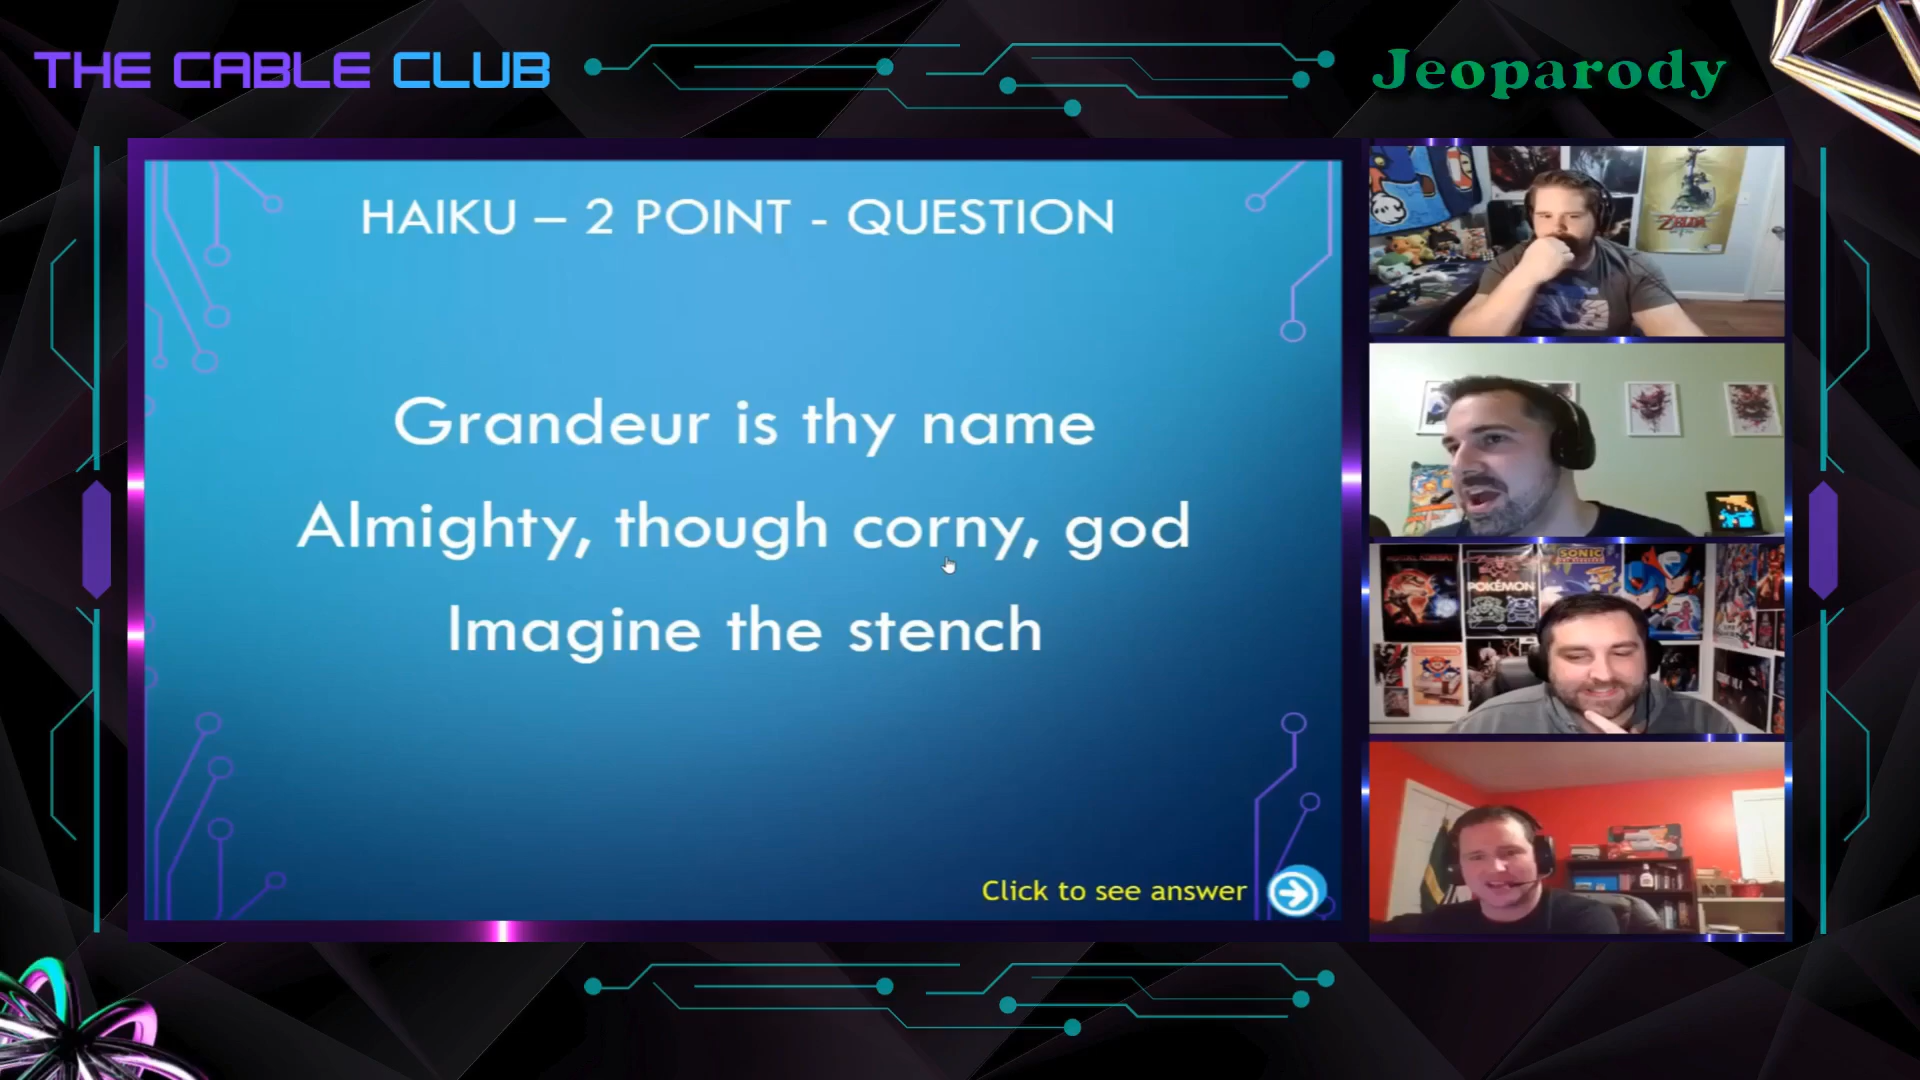 THE CABLE CLUB
Jeoparody
HAIKU – 2 POINT - QUESTION
Grandeur is thy name
Almighty, though corny, god
Imagine the stench
Click to see answer
ZELDA
POKÉMON
SONIC